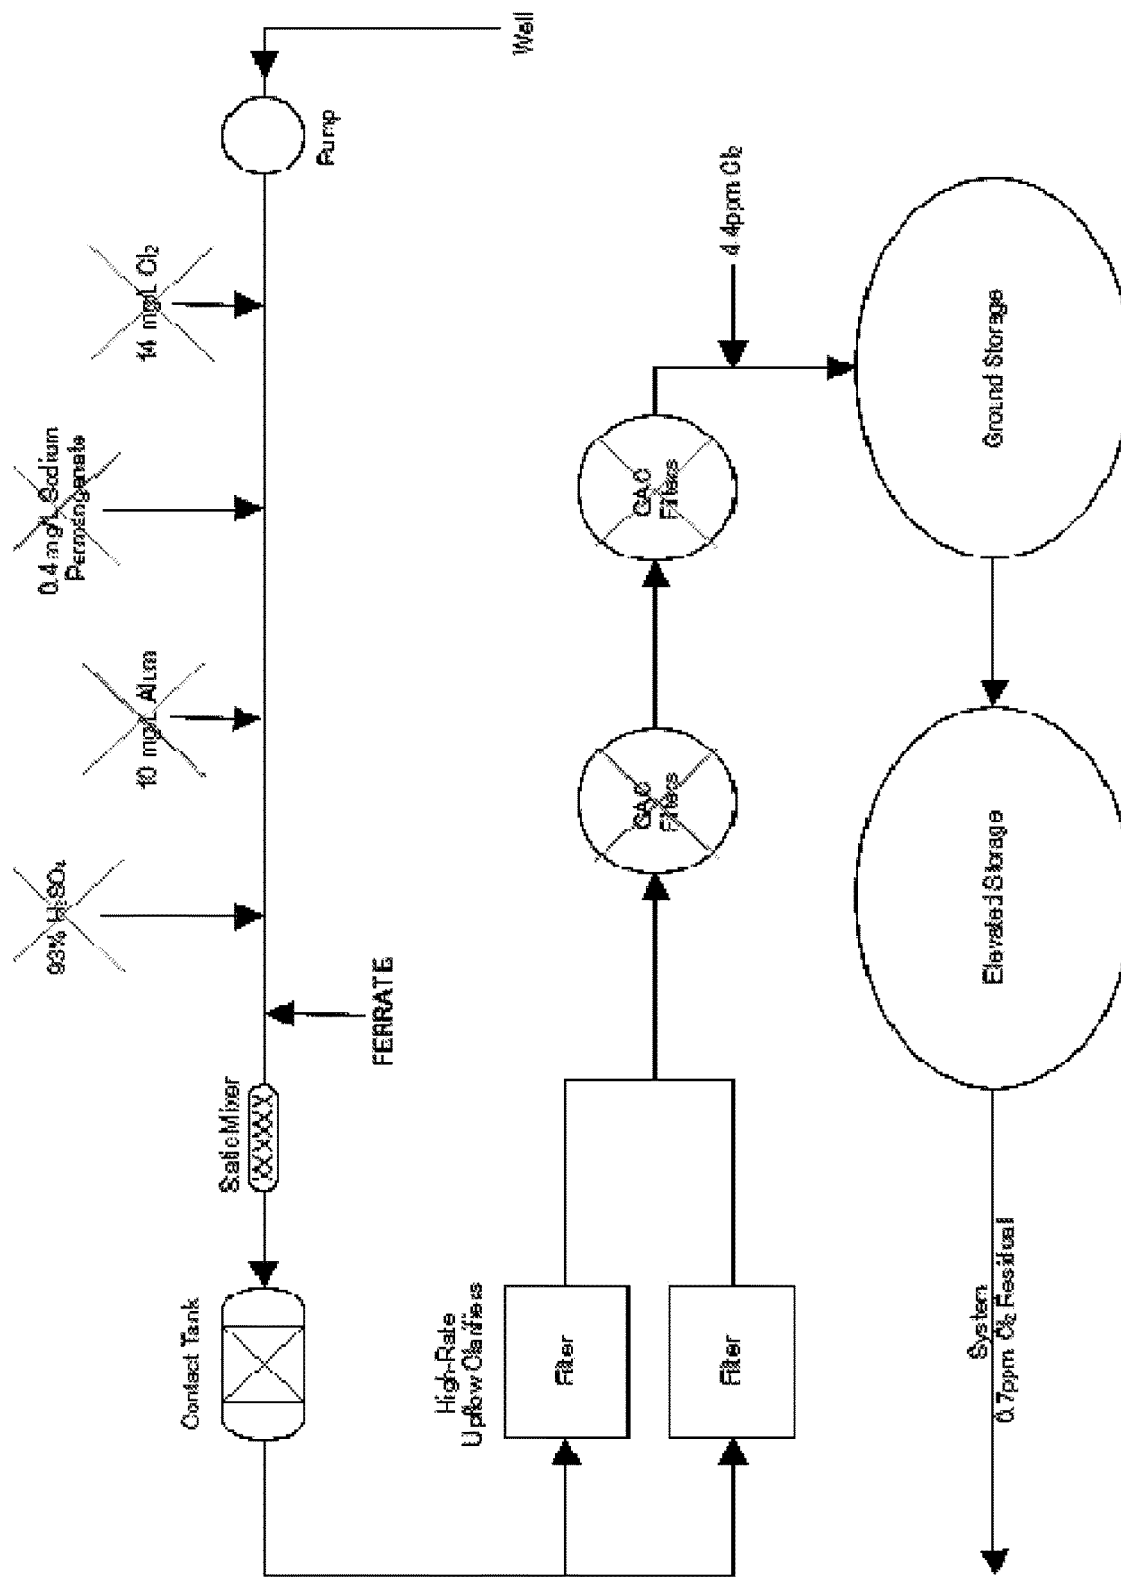 Well
Pump
14 mg/L Cl₂
0.4 mg/L Sodium
Permanganate
10 mg/L Alum
93% H₂SO₄
FERRATE
Static Mixer
Contact Tank
High-Rate
Upflow Clarifiers
Filter
Filter
GAC
Filters
GAC
Filters
4.4ppm Cl₂
Ground Storage
Elevated Storage
System
0.7ppm Cl₂ Residual